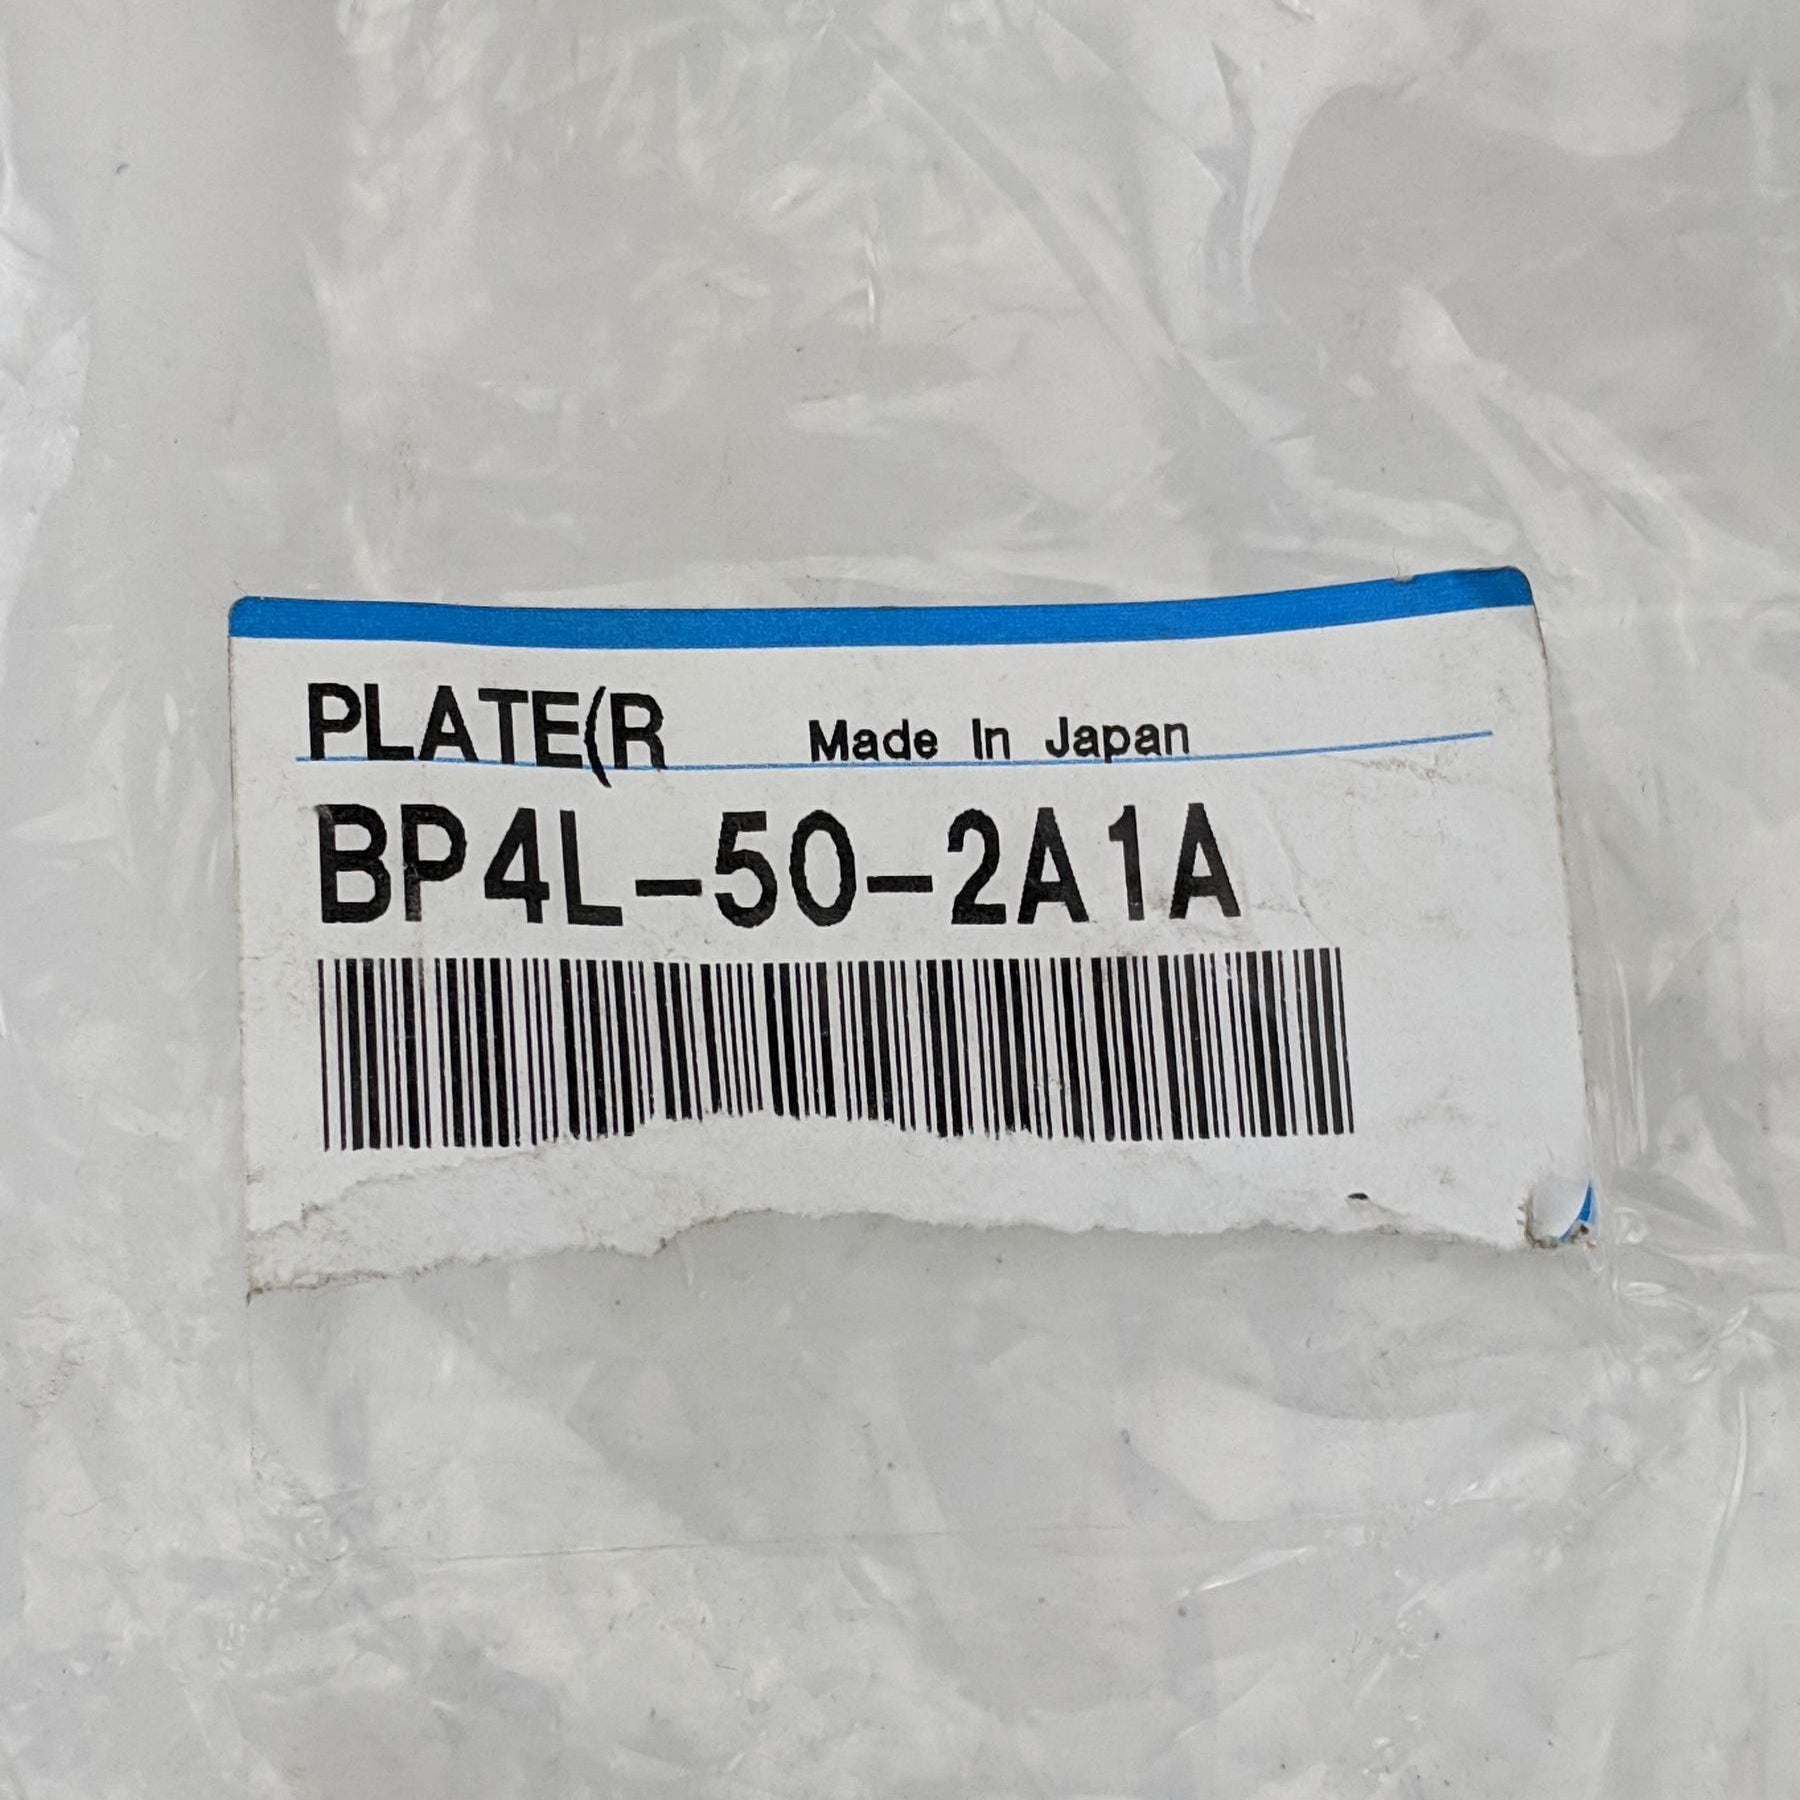 PLATE(R Made In Japan
BP4L-50-2A1A